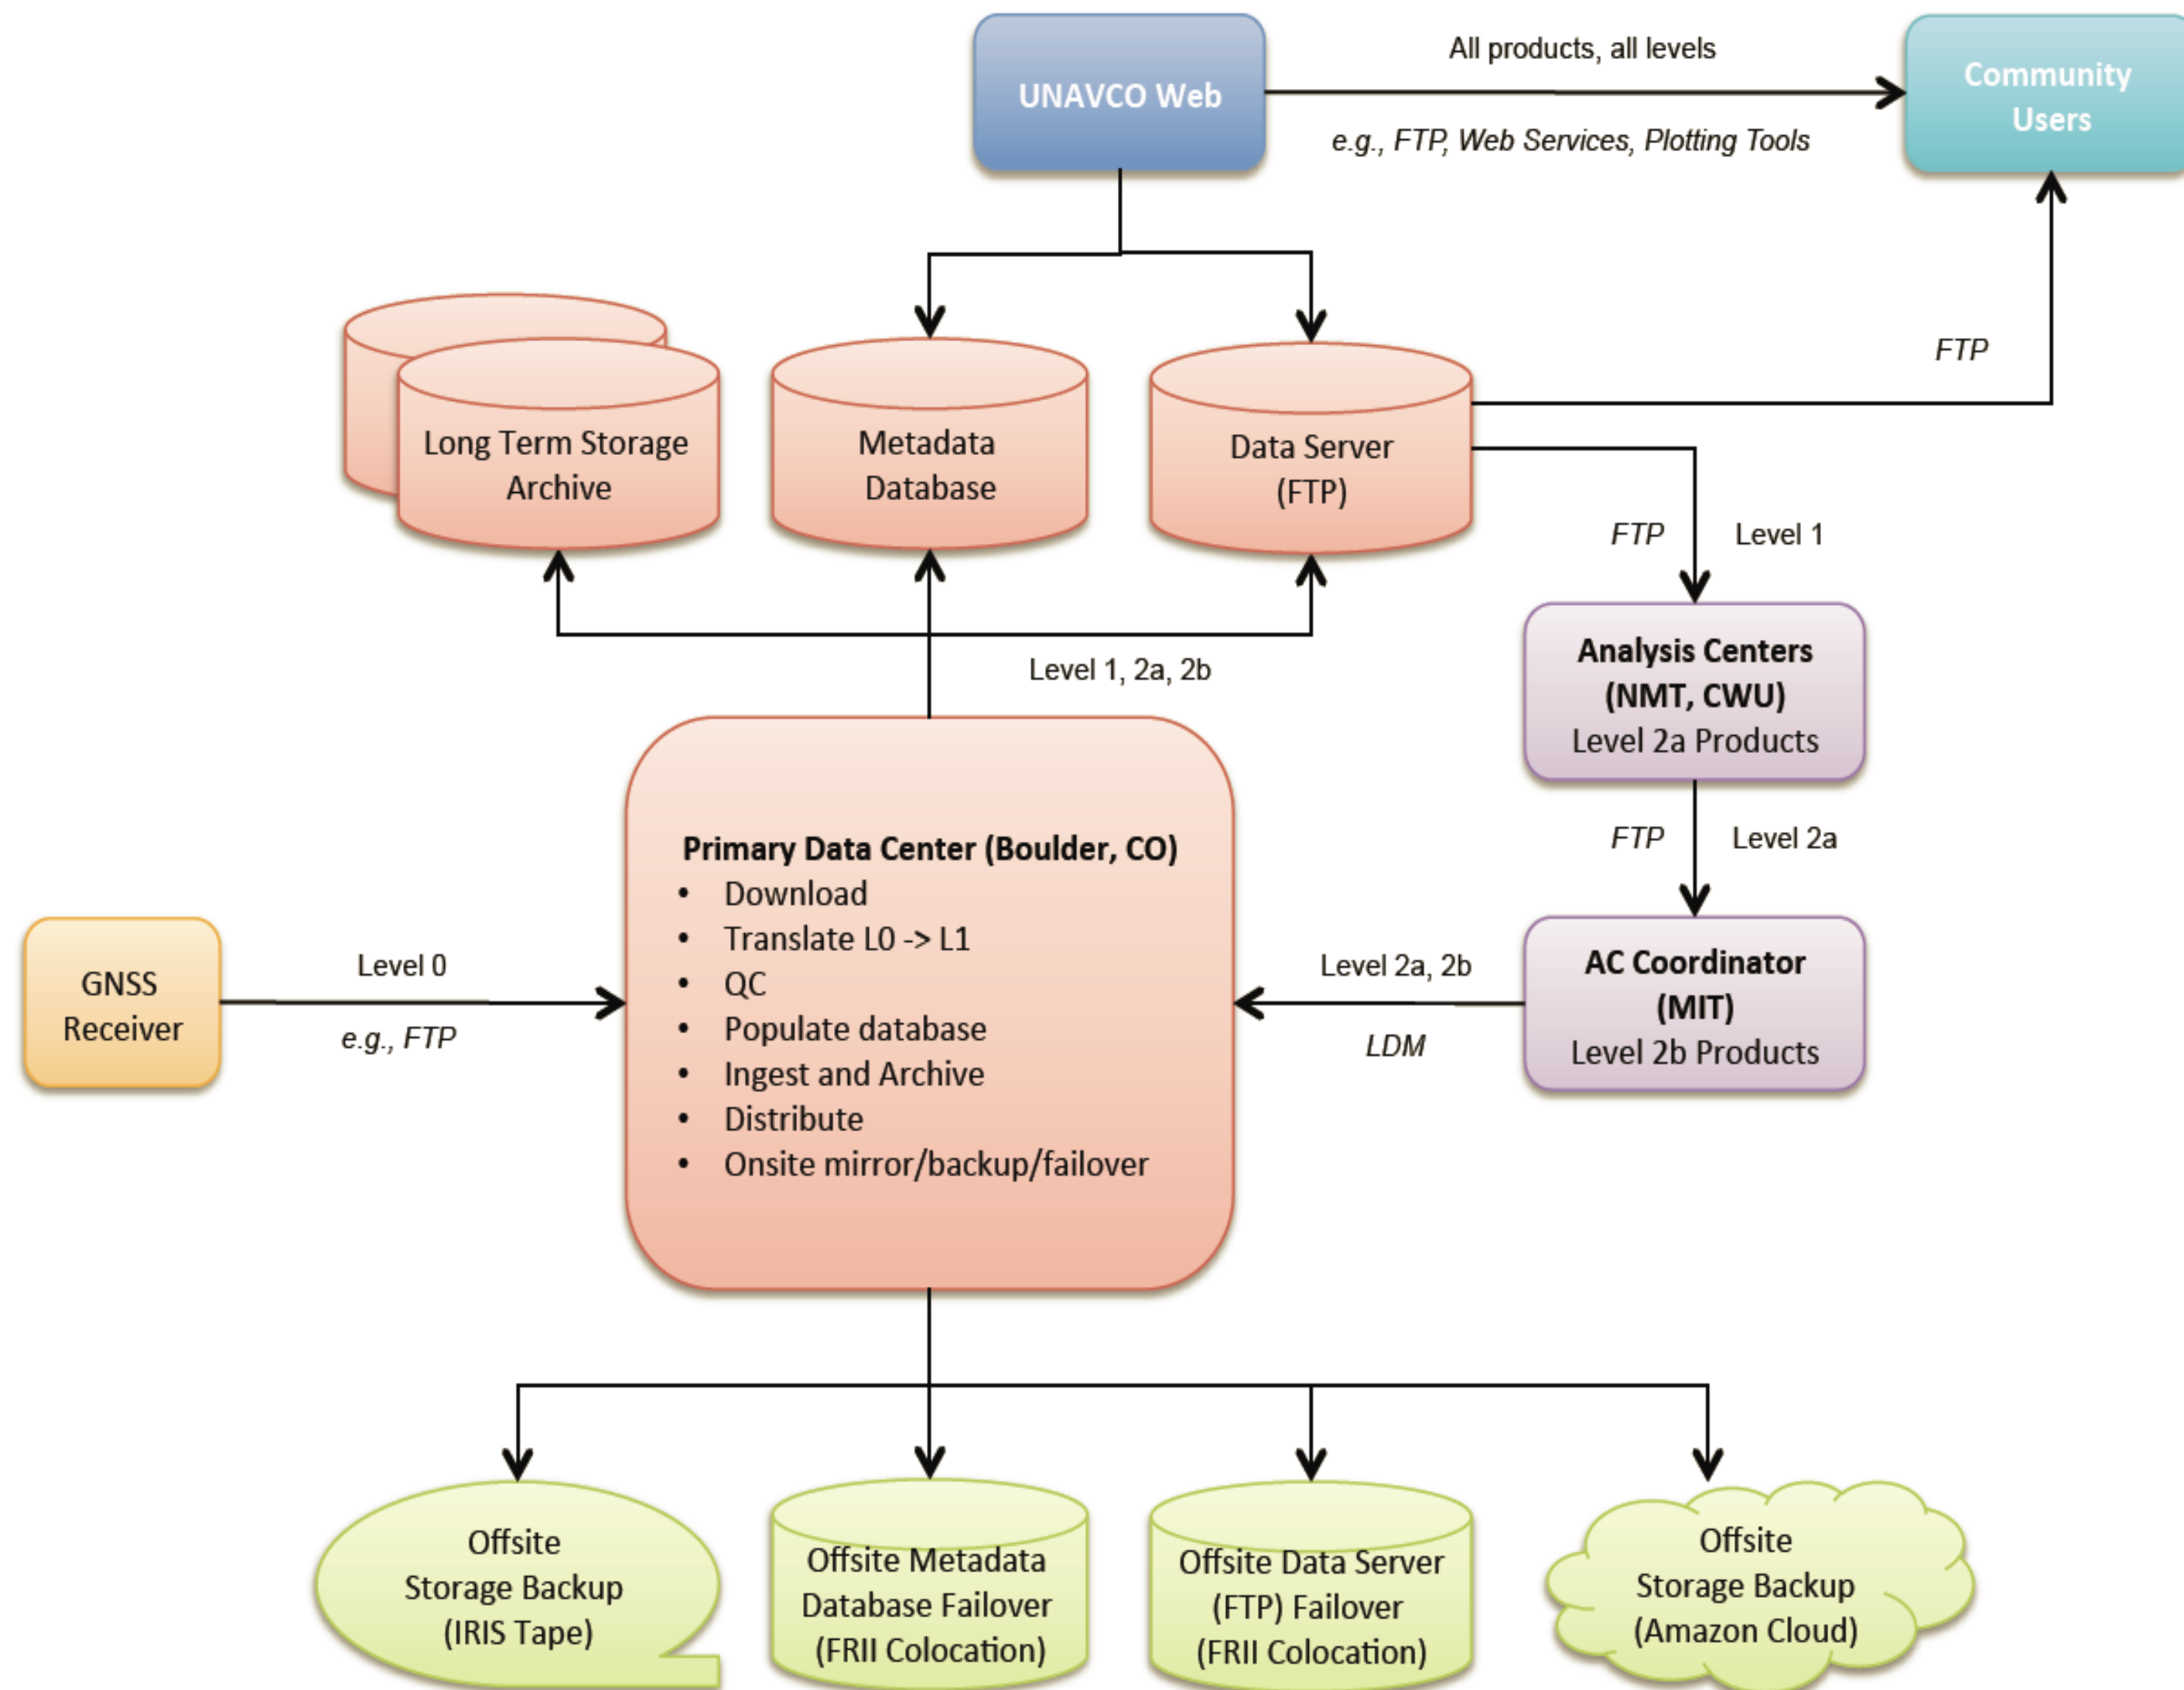 UNAVCO Web
All products, all levels
e.g., FTP, Web Services, Plotting Tools
Community
Users
FTP
Long Term Storage
Archive
Metadata
Database
Data Server
(FTP)
FTP
Level 1
Level 1, 2a, 2b
Analysis Centers
(NMT, CWU)
Level 2a Products
FTP
Level 2a
Primary Data Center (Boulder, CO)
• Download
• Translate L0 -> L1
• QC
• Populate database
• Ingest and Archive
• Distribute
• Onsite mirror/backup/failover
GNSS
Receiver
Level 0
e.g., FTP
Level 2a, 2b
LDM
AC Coordinator
(MIT)
Level 2b Products
Offsite
Storage Backup
(IRIS Tape)
Offsite Metadata
Database Failover
(FRII Colocation)
Offsite Data Server
(FTP) Failover
(FRII Colocation)
Offsite
Storage Backup
(Amazon Cloud)